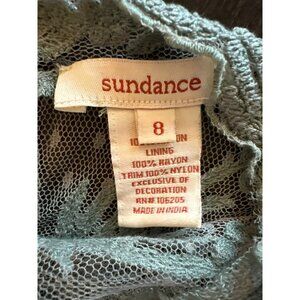 sundance
8
LINING
100% RAYON
TRIM 100% NYLON
EXCLUSIVE OF
DECORATION
RN# 106205
MADE IN INDIA